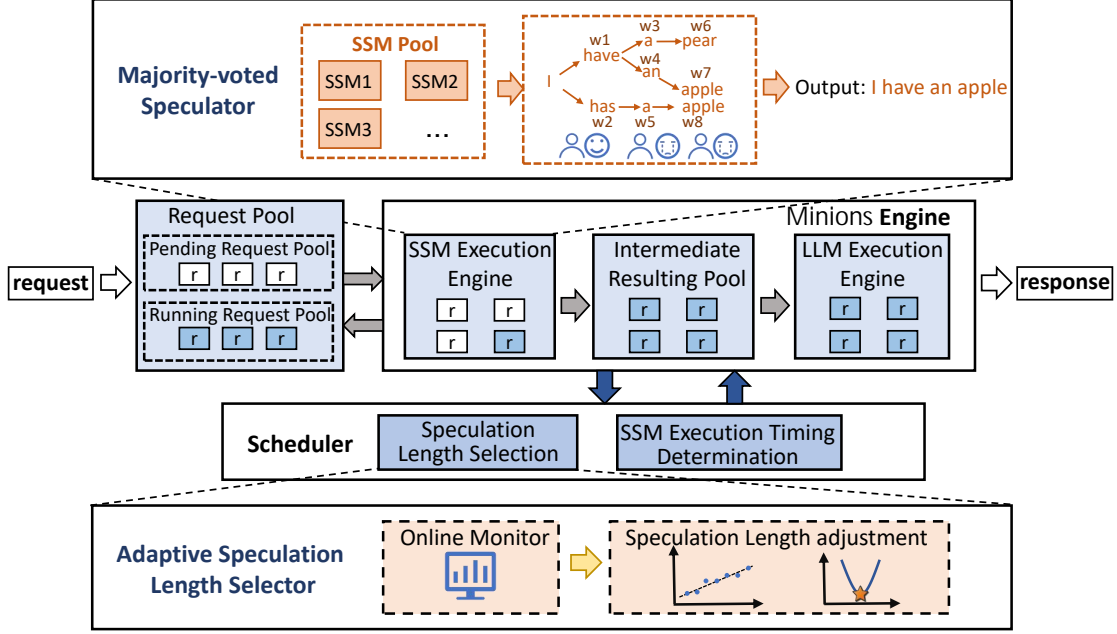 Majority-voted
Speculator
SSM Pool
SSM1
SSM2
SSM3
...
w1
w3
w6
have
a
pear
w4
an
I
w7
apple
has
a
apple
w2
w5
w8
Output: I have an apple
Request Pool
Pending Request Pool
r r r
Running Request Pool
r r r
request
Minions Engine
SSM Execution
Engine
r r
r r
Intermediate
Resulting Pool
r r
r r
LLM Execution
Engine
r r
r r
response
Scheduler
Speculation
Length Selection
SSM Execution Timing
Determination
Adaptive Speculation
Length Selector
Online Monitor
Speculation Length adjustment